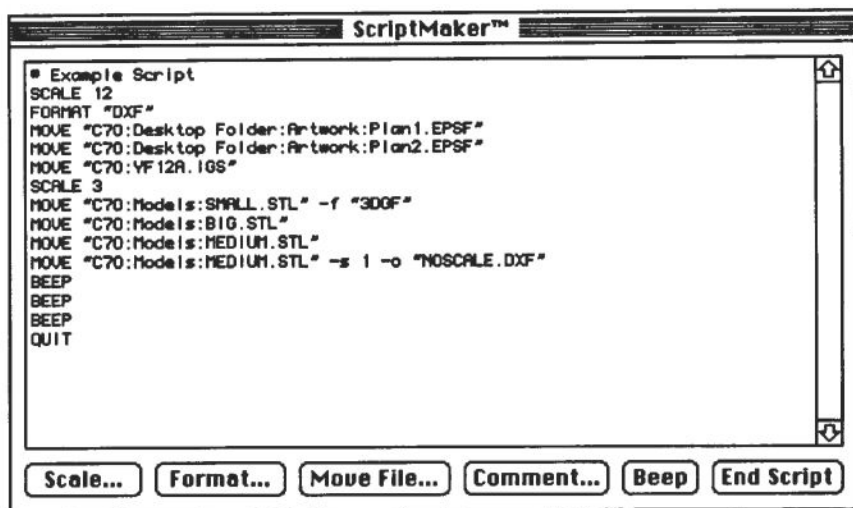 ScriptMaker™
# Example Script
SCALE 12
FORMAT "DXF"
MOVE "C70:Desktop Folder:Artwork:Plan1.EPSF"
MOVE "C70:Desktop Folder:Artwork:Plan2.EPSF"
MOVE "C70:YF12A.IGS"
SCALE 3
MOVE "C70:Models:SMALL.STL" -f "3DGF"
MOVE "C70:Models:BIG.STL"
MOVE "C70:Models:MEDIUM.STL"
MOVE "C70:Models:MEDIUM.STL" -s 1 -o "NOSCALE.DXF"
BEEP
BEEP
BEEP
QUIT
Scale... Format... Move File... Comment... Beep End Script